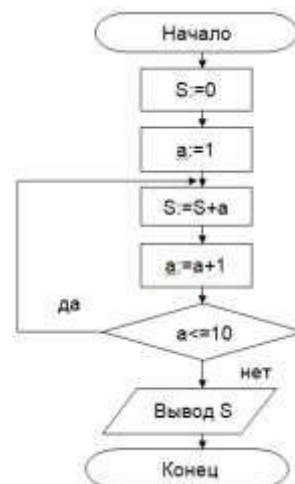 Начало
S:=0
a:=1
S:=S+a
a:=a+1
да
a<=10
нет
Вывод S
Конец